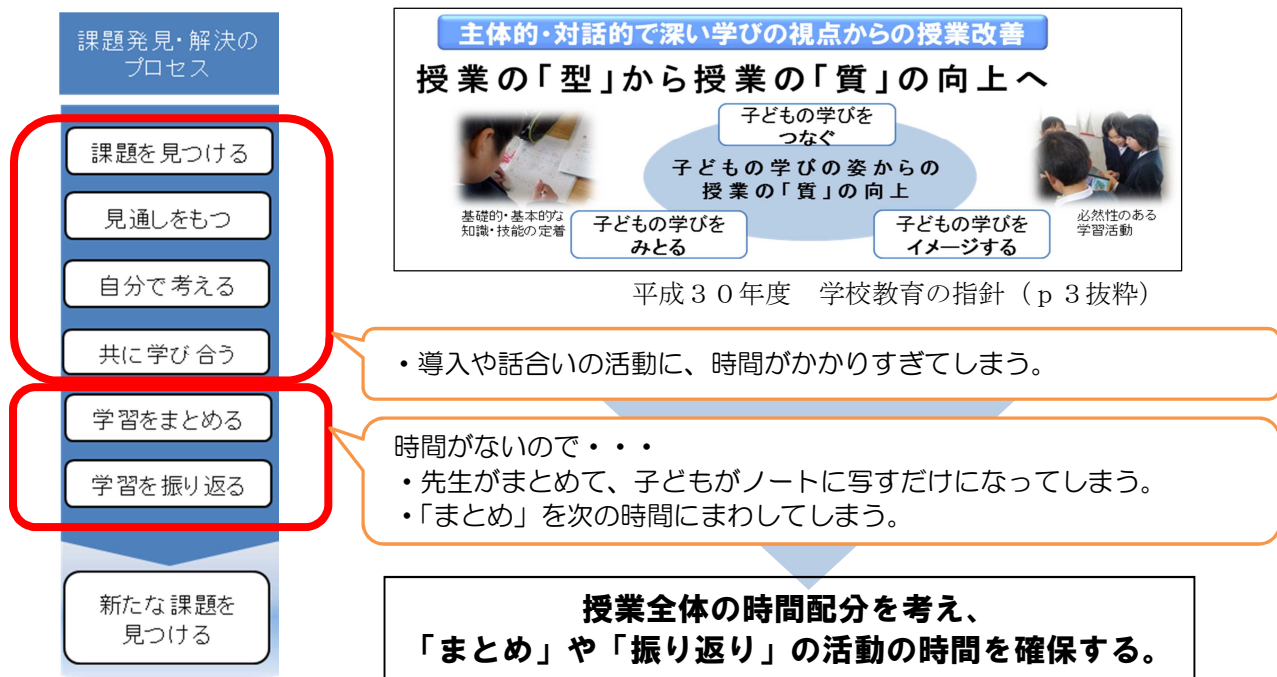 課題発見・解決の
プロセス
課題を見つける
見通しをもつ
自分で考える
共に学び合う
学習をまとめる
学習を振り返る
新たな課題を
見つける
主体的・対話的で深い学びの視点からの授業改善
授業の「型」から授業の「質」の向上へ
子どもの学びを
つなぐ
子どもの学びの姿からの
授業の「質」の向上
基礎的・基本的な
知識・技能の定着
子どもの学びを
みとる
子どもの学びを
イメージする
必然性のある
学習活動
平成３０年度　学校教育の指針（ｐ３抜粋）
・導入や話合いの活動に、時間がかかりすぎてしまう。
時間がないので・・・
・先生がまとめて、子どもがノートに写すだけになってしまう。
・「まとめ」を次の時間にまわしてしまう。
授業全体の時間配分を考え、
「まとめ」や「振り返り」の活動の時間を確保する。